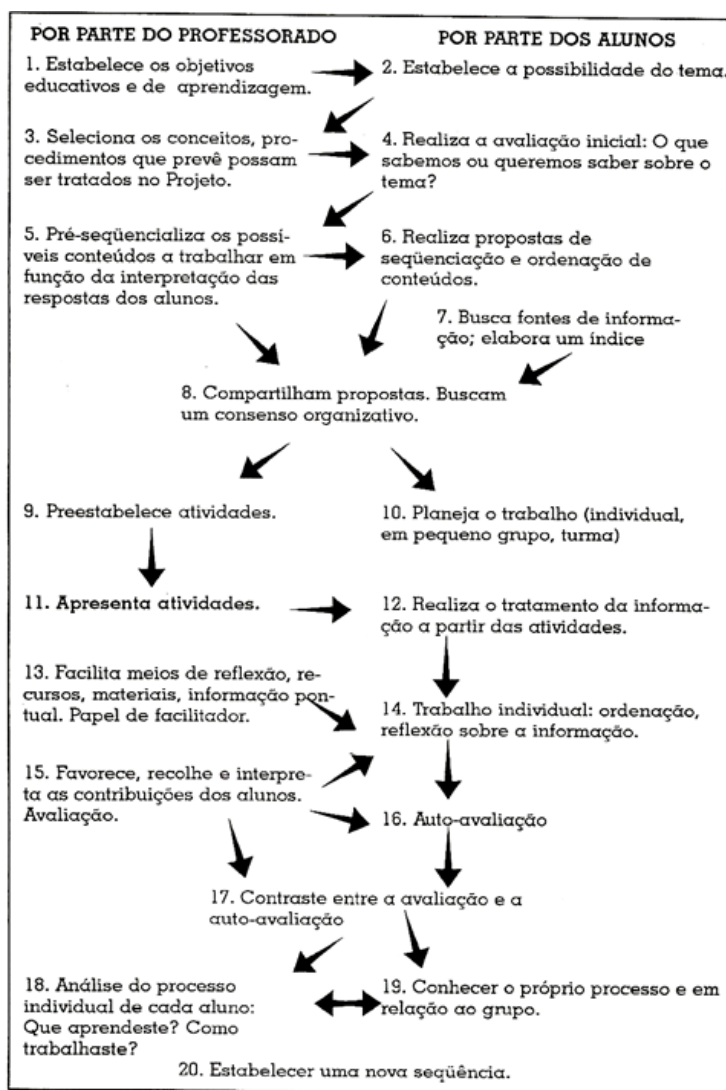 POR PARTE DO PROFESSORADO
POR PARTE DOS ALUNOS
1. Estabelece os objetivos
educativos e de aprendizagem.
2. Estabelece a possibilidade do tema.
3. Seleciona os conceitos, pro-
cedimentos que prevê possam
ser tratados no Projeto.
4. Realiza a avaliação inicial: O que
sabemos ou queremos saber sobre o
tema?
5. Pré-seqüencializa os possí-
veis conteúdos a trabalhar em
função da interpretação das
respostas dos alunos.
6. Realiza propostas de
seqüenciação e ordenação de
conteúdos.
7. Busca fontes de informa-
ção; elabora um índice
8. Compartilham propostas. Buscam
um consenso organizativo.
9. Preestabelece atividades.
10. Planeja o trabalho (individual,
em pequeno grupo, turma)
11. Apresenta atividades.
12. Realiza o tratamento da informa-
ção a partir das atividades.
13. Facilita meios de reflexão, re-
cursos, materiais, informação pon-
tual. Papel de facilitador.
14. Trabalho individual: ordenação,
reflexão sobre a informação.
15. Favorece, recolhe e interpre-
ta as contribuições dos alunos.
Avaliação.
16. Auto-avaliação
17. Contraste entre a avaliação e a
auto-avaliação
18. Análise do processo
individual de cada aluno:
Que aprendeste? Como
trabalhaste?
19. Conhecer o próprio processo e em
relação ao grupo.
20. Estabelecer uma nova seqüência.